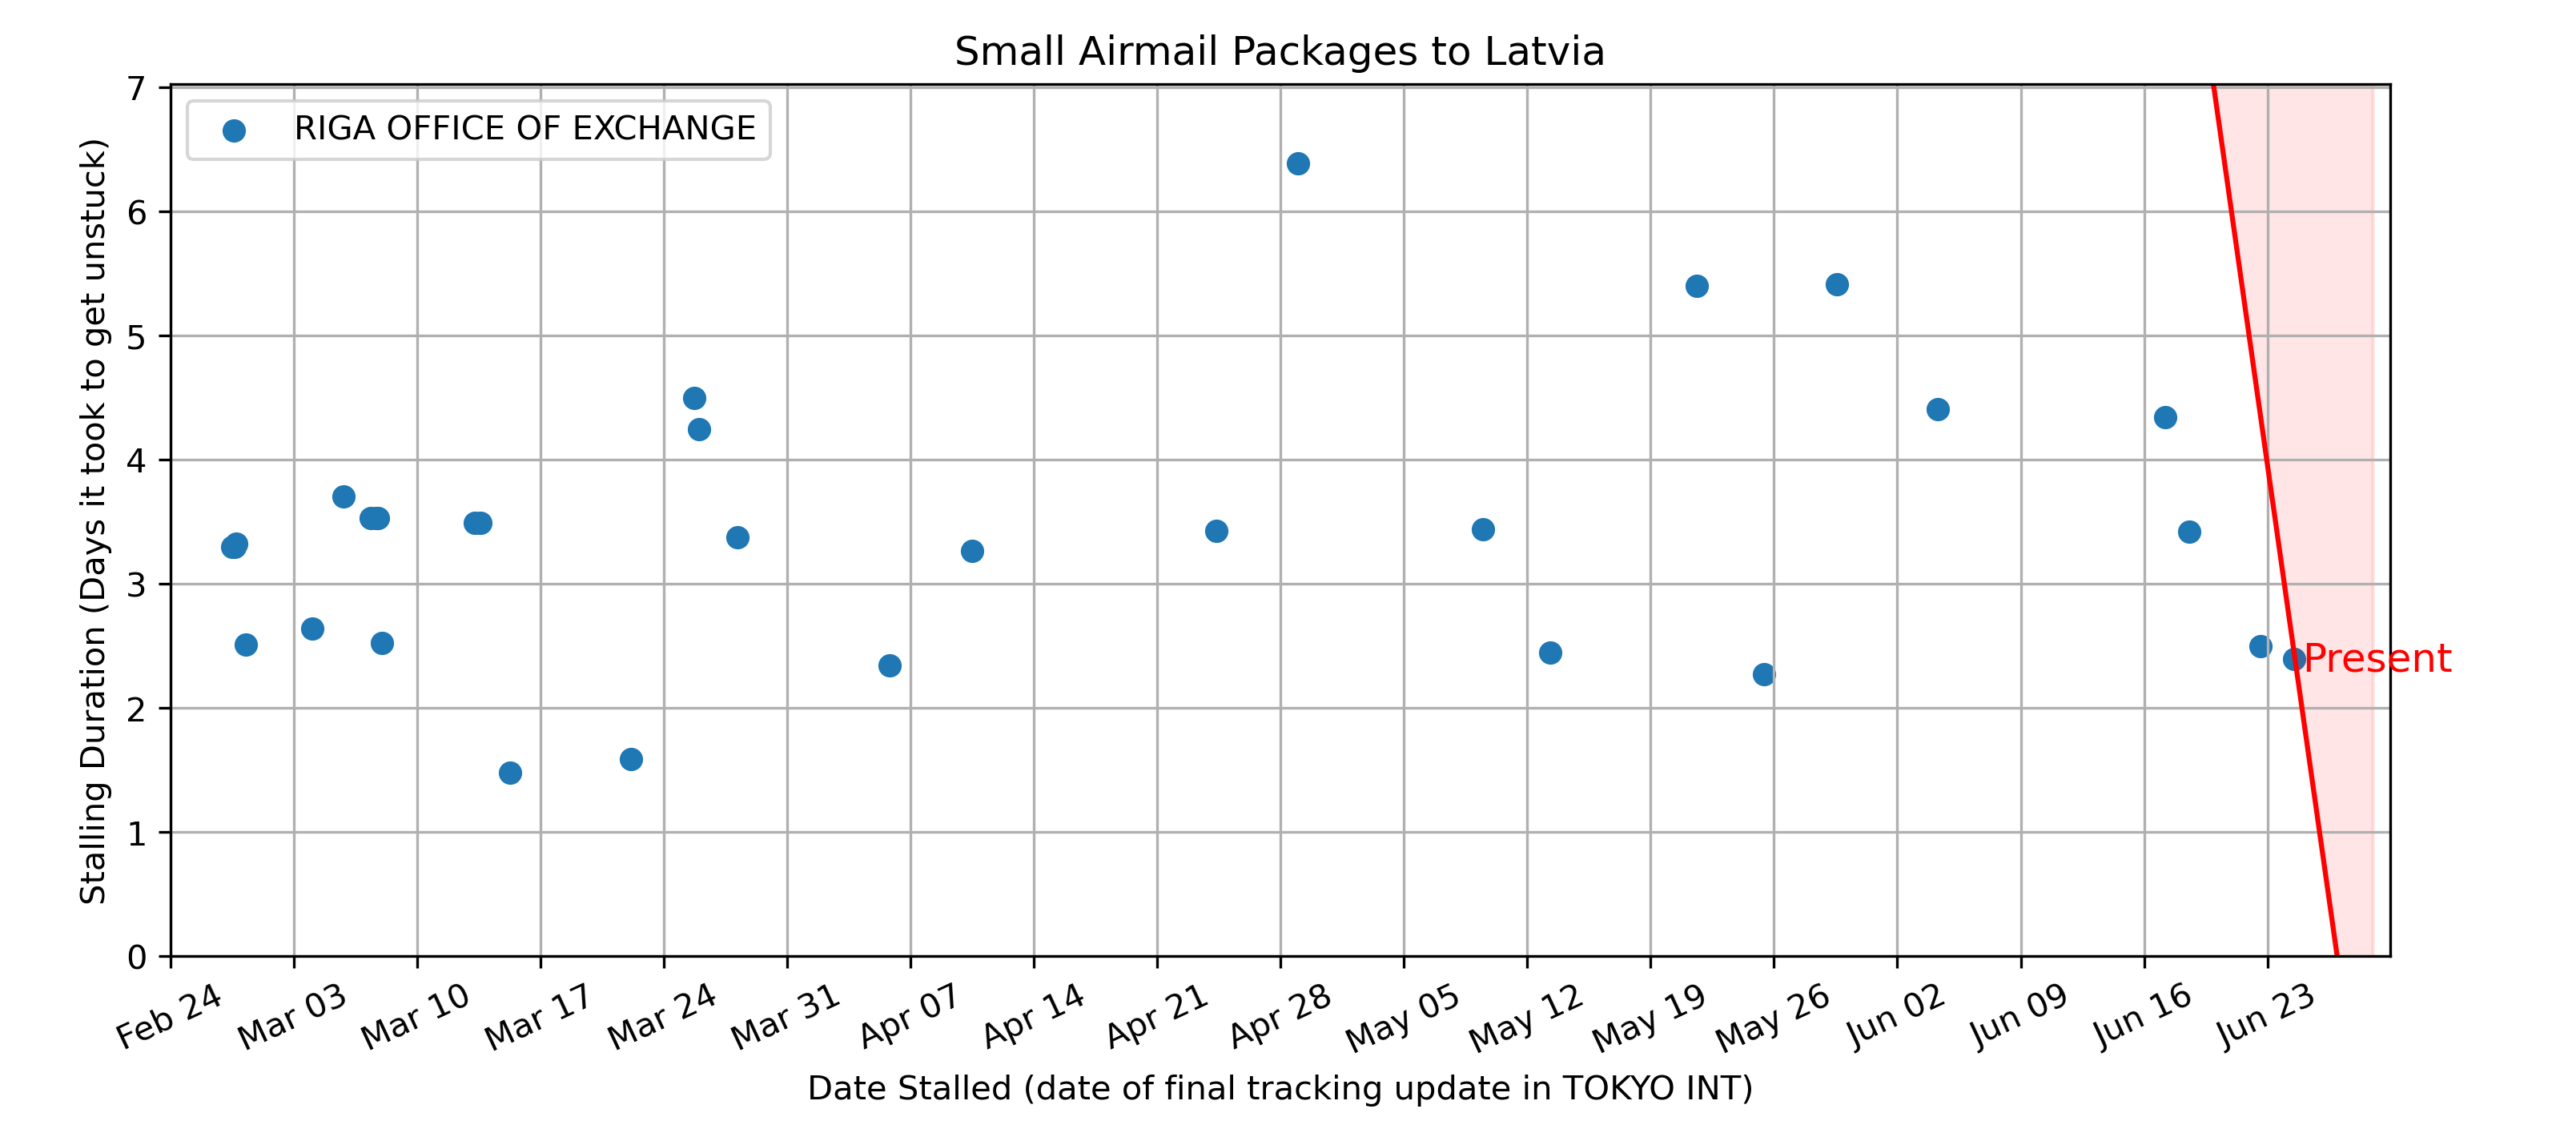 Small Airmail Packages to Latvia
RIGA OFFICE OF EXCHANGE
Stalling Duration (Days it took to get unstuck)
7
6
5
4
3
2
1
0
Present
Feb 24 Mar 03 Mar 10 Mar 17 Mar 24 Mar 31 Apr 07 Apr 14 Apr 21 Apr 28 May 05 May 12 May 19 May 26 Jun 02 Jun 09 Jun 16 Jun 23
Date Stalled (date of final tracking update in TOKYO INT)